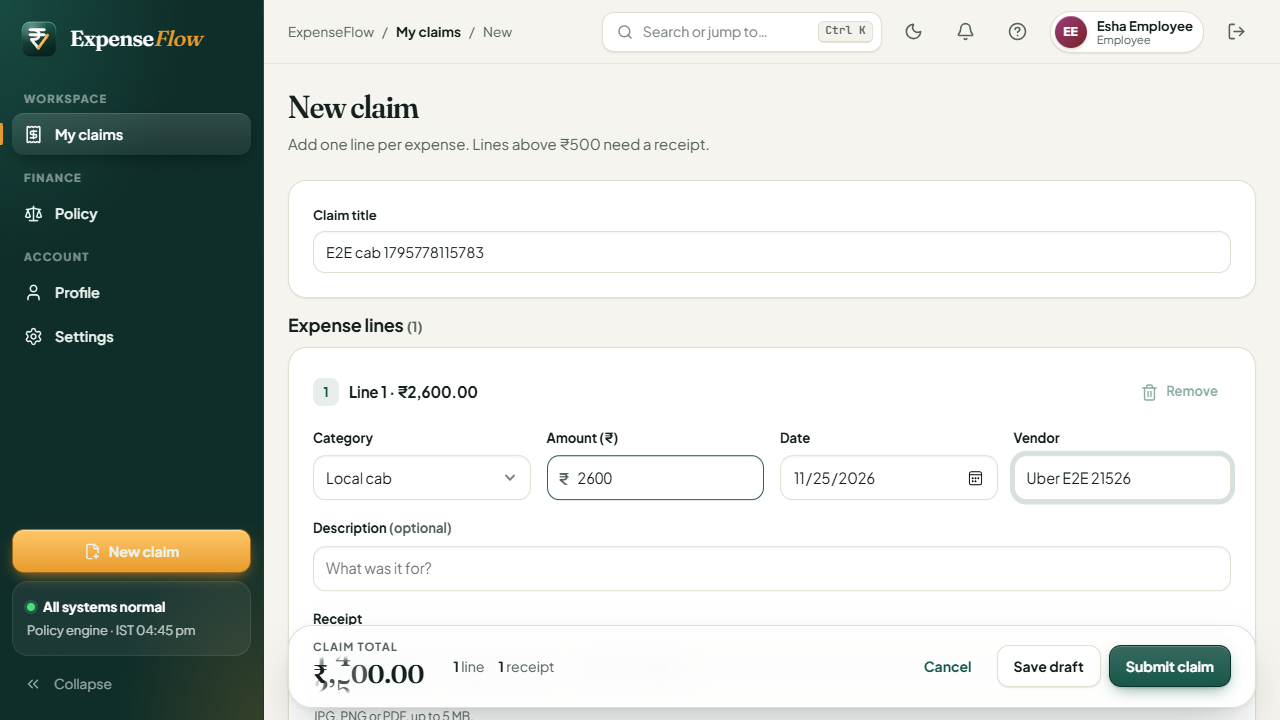 ExpenseFlow
ExpenseFlow / My claims / New
Search or jump to…
Ctrl K
EE
Esha Employee
Employee
WORKSPACE
My claims
FINANCE
Policy
ACCOUNT
Profile
Settings
New claim
All systems normal
Policy engine · IST 04:45 pm
Collapse
New claim
Add one line per expense. Lines above ₹500 need a receipt.
Claim title
E2E cab 1795778115783
Expense lines (1)
1 Line 1 · ₹2,600.00
Remove
Category Amount (₹) Date Vendor
Local cab ₹ 2600 11/25/2026 Uber E2E 21526
Description (optional)
What was it for?
Receipt
CLAIM TOTAL
1 line 1 receipt
Cancel Save draft Submit claim
JPG, PNG or PDF, up to 5 MB.